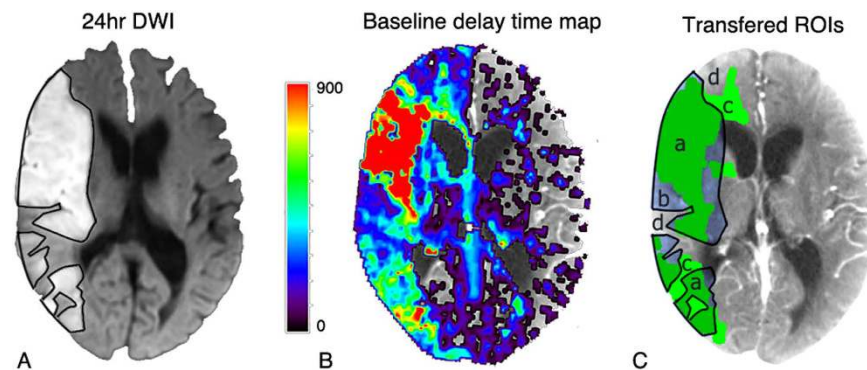 24hr DWI
Baseline delay time map
Transfered ROIs
900
0
d
c
a
b
d
c
a
A
B
C